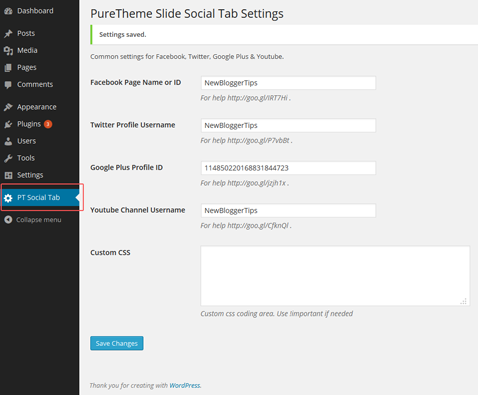 Dashboard
Posts
Media
Pages
Comments
Appearance
Plugins 3
Users
Tools
Settings
PT Social Tab
Collapse menu
PureTheme Slide Social Tab Settings
Settings saved.
Common settings for Facebook, Twitter, Google Plus & Youtube.
Facebook Page Name or ID NewBloggerTips
For help http://goo.gl/IRT7Hi .
Twitter Profile Username NewBloggerTips
For help http://goo.gl/P7vbBt .
Google Plus Profile ID 114850220168831844723
For help http://goo.gl/jzjh1x .
Youtube Channel Username NewBloggerTips
For help http://goo.gl/CfknQl .
Custom CSS
Custom css coding area. Use !important if needed
Save Changes
Thank you for creating with WordPress.